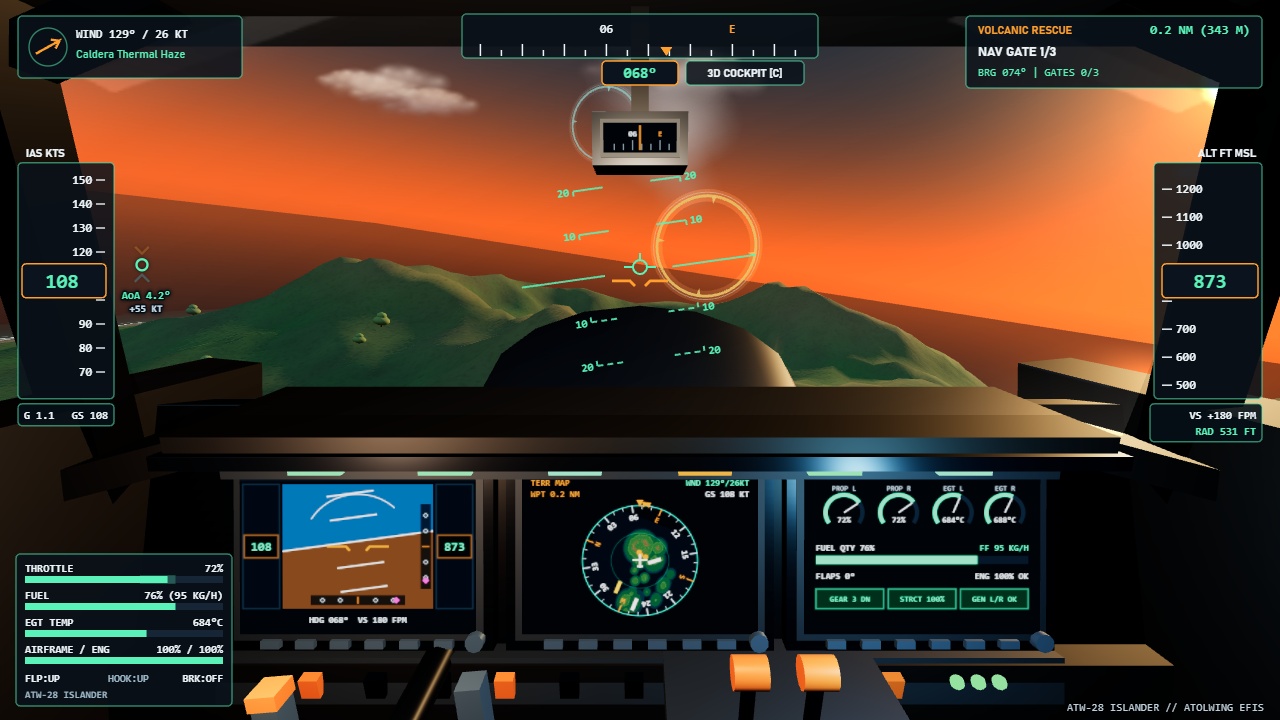 WIND 129° / 26 KT
Caldera Thermal Haze
06 E
068°
3D COCKPIT [C]
VOLCANIC RESCUE 0.2 NM (343 M)
NAV GATE 1/3
BRG 074° | GATES 0/3
06 E
IAS KTS
150
140
130
120
108
90
80
70
AoA 4.2°
+55 KT
G 1.1 GS 108
20 20
10 10
10 10
20 20
ALT FT MSL
1200
1100
1000
873
700
600
500
VS +180 FPM
RAD 531 FT
108
873
HDG 068° VS 180 FPM
TERR MAP WND 129°/26KT
WPT 0.2 NM GS 108 KT
N 03 06 E 12 15 S 24 33
PROP L PROP R EGT L EGT R
72% 72% 684°C 688°C
FUEL QTY 76% FF 95 KG/H
FLAPS 0° ENG 100% OK
GEAR 3 DN STRCT 100% GEN L/R OK
THROTTLE 72%
FUEL 76% (95 KG/H)
EGT TEMP 684°C
AIRFRAME / ENG 100% / 100%
FLP:UP HOOK:UP BRK:OFF
ATW-28 ISLANDER
ATW-28 ISLANDER // ATOLWING EFIS